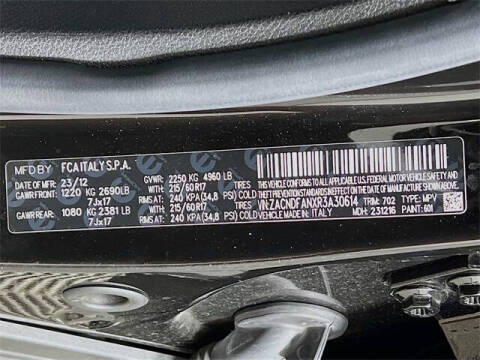 MFD BY FCA ITALY S.P.A.
DATE: 23/12 GVWR: 2250 KG 4960 LB
GAWR FRONT: 1220 KG 2690LB WITH 215/60R17 TIRES
7Jx17 RIMS AT: 240 KPA (34,8 PSI) COLD
GAWR REAR: 1080 KG 2381 LB WITH 215/60R17 TIRES
7Jx17 RIMS AT: 240 KPA (34,8 PSI) COLD
THIS VEHICLE CONFORMS TO ALL APPLICABLE
U.S. FEDERAL MOTOR VEHICLE SAFETY, BUMPER
AND THEFT PREVENTION STANDARDS IN EFFECT ON
THE DATE OF MANUFACTURE SHOWN ABOVE.
VIN: ZACNDFANXR3A30614 TYPE: MPV
MADE IN: ITALY TRIM: 702
MDH: 231216 PAINT: 601